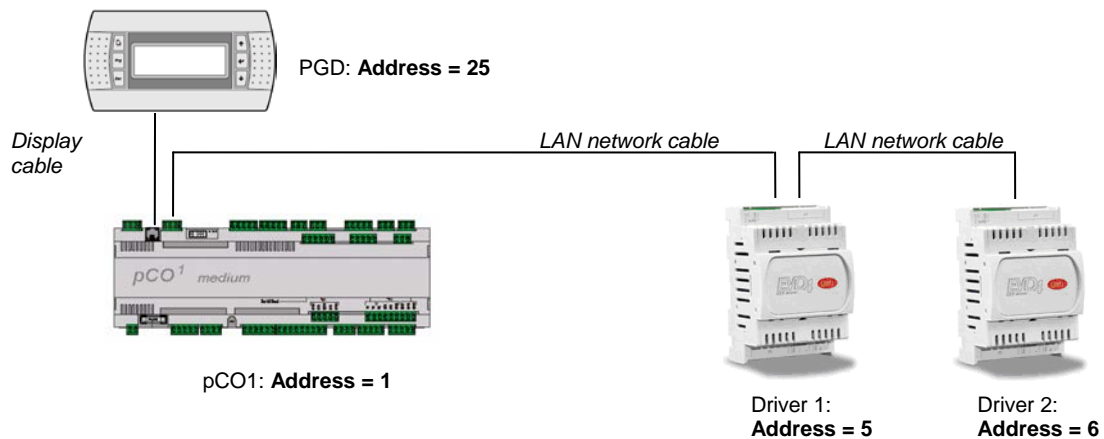 PGD: Address = 25
Display
cable
LAN network cable
LAN network cable
pCO1 medium
pCO1: Address = 1
Driver 1:
Address = 5
Driver 2:
Address = 6